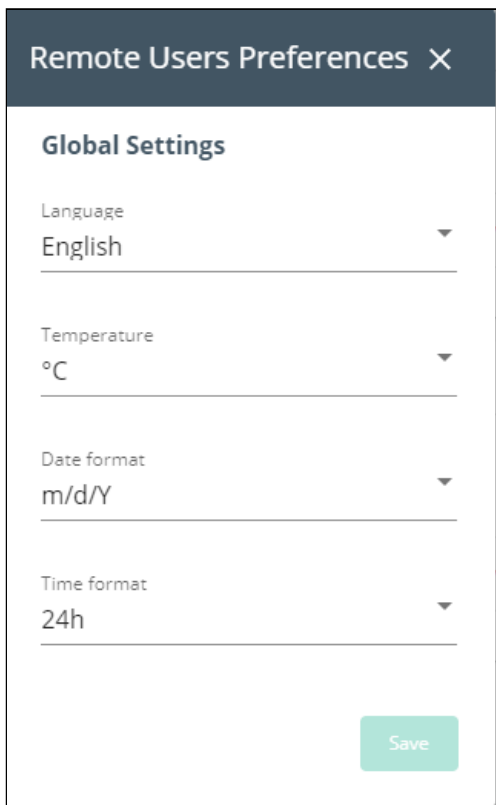 Remote Users Preferences ×
Global Settings
Language
English
Temperature
°C
Date format
m/d/Y
Time format
24h
Save